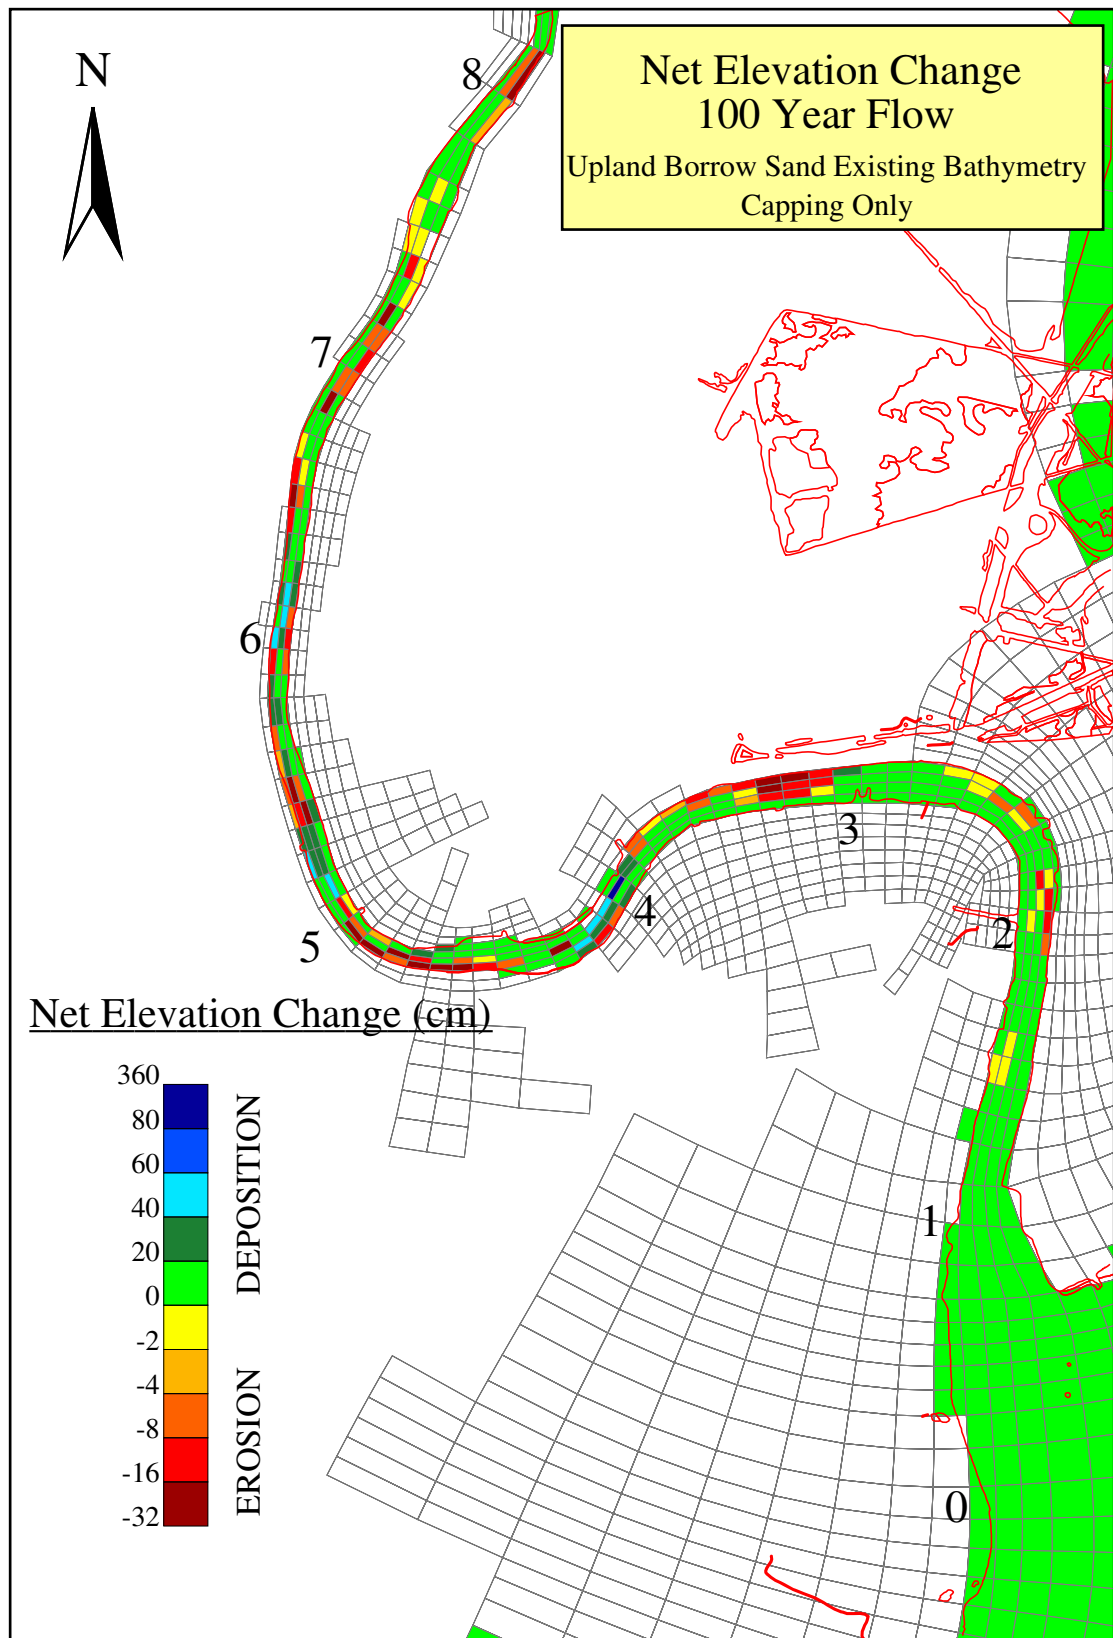 Net Elevation Change
100 Year Flow
Upland Borrow Sand Existing Bathymetry
Capping Only
N
8
7
6
5
4
3
2
1
0
Net Elevation Change (cm)
360
80
60
40
20
0
-2
-4
-8
-16
-32
DEPOSITION
EROSION